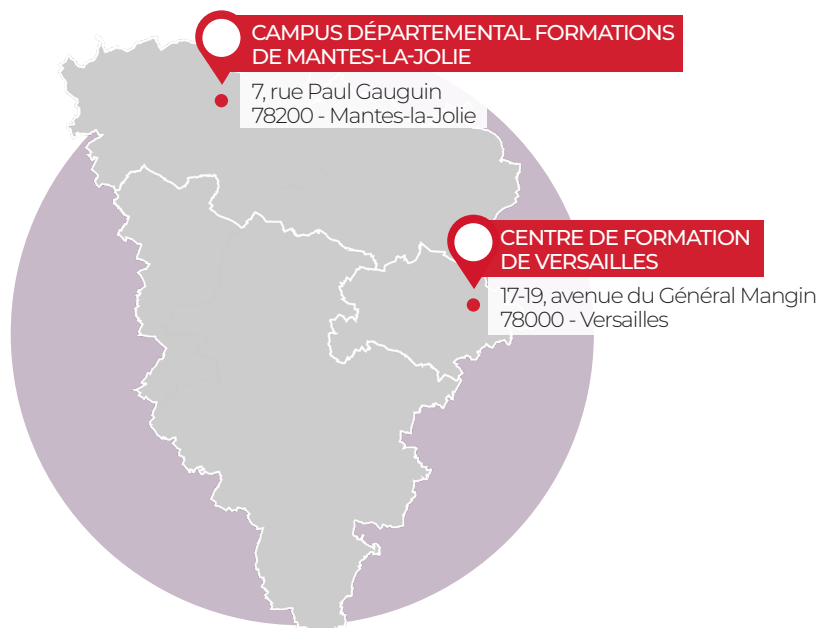 CAMPUS DÉPARTEMENTAL FORMATIONS
DE MANTES-LA-JOLIE
7, rue Paul Gauguin
78200 - Mantes-la-Jolie
CENTRE DE FORMATION
DE VERSAILLES
17-19, avenue du Général Mangin
78000 - Versailles